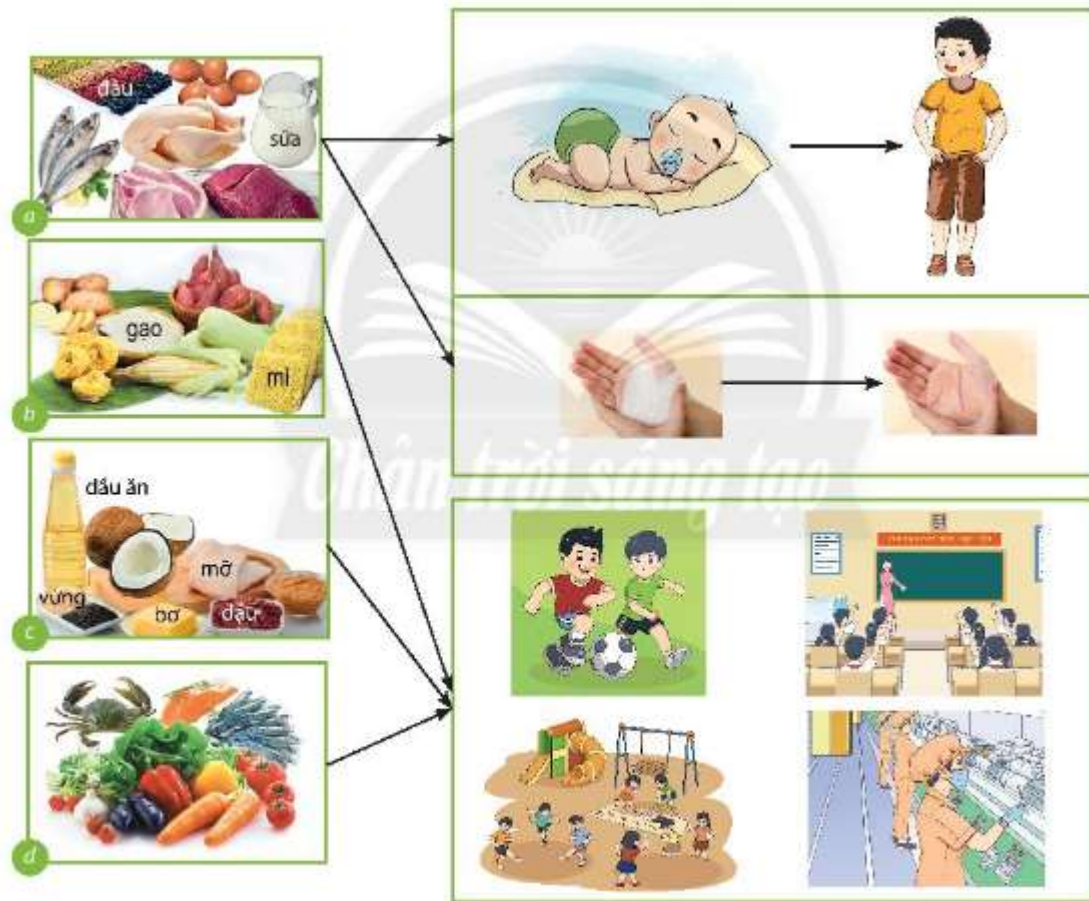 đậu
sữa
a
gạo
mì
b
dầu ăn
mỡ
vừng
bơ
đậu
c
d
Chân trời sáng tạo